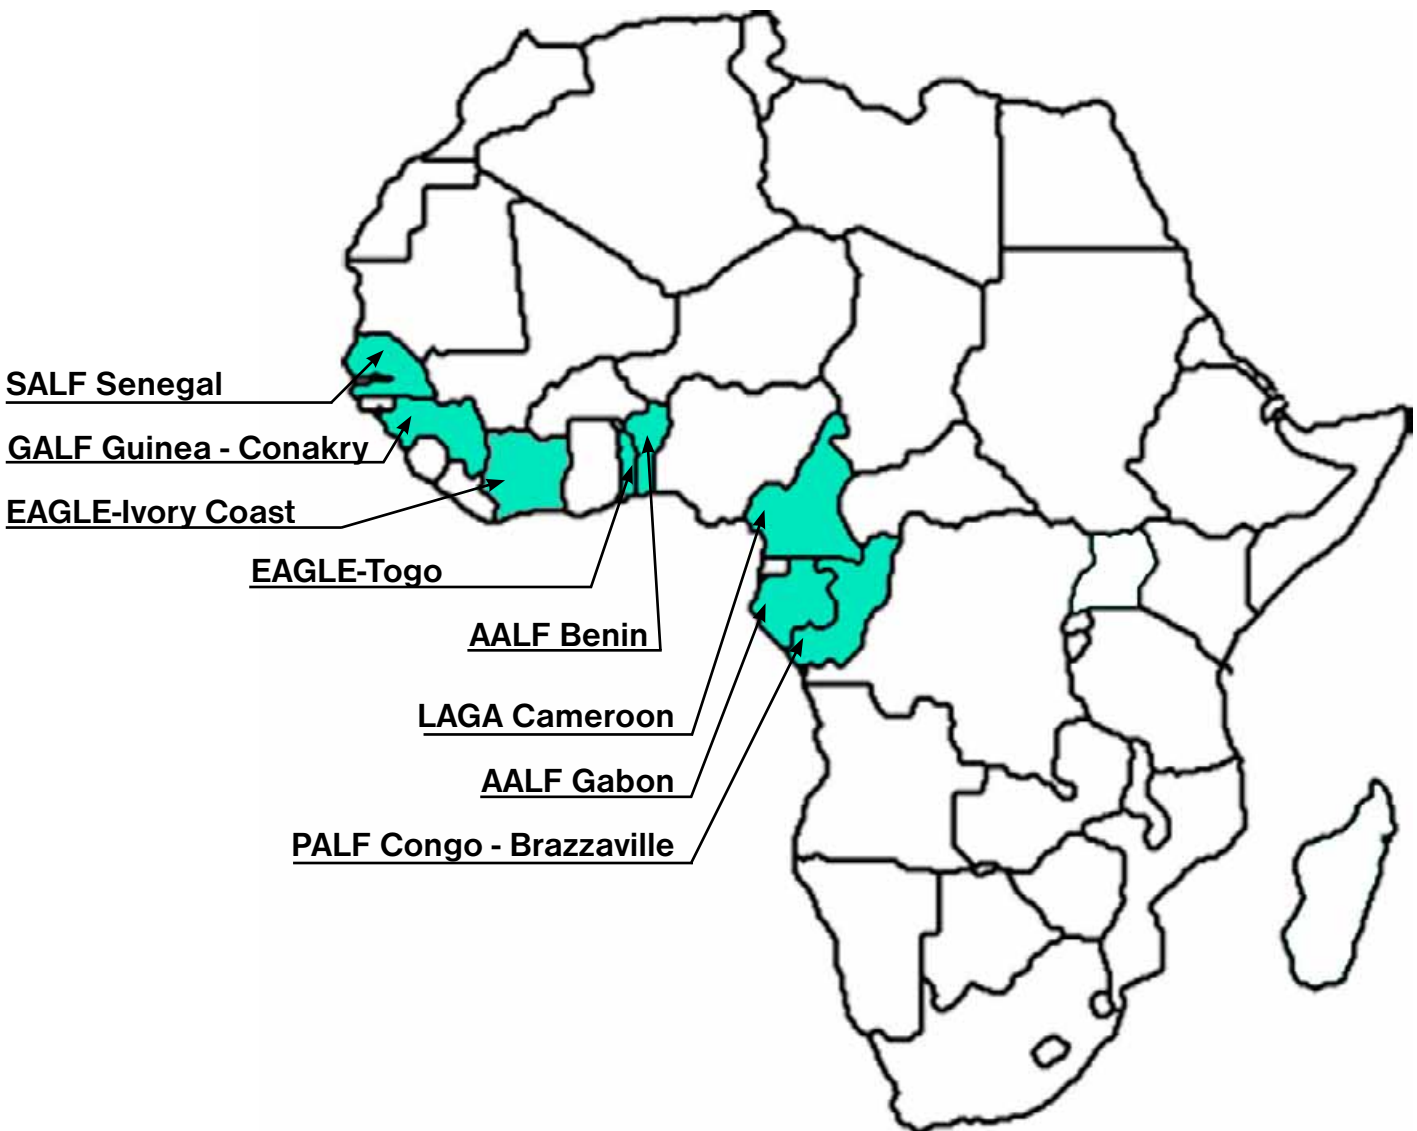 SALF Senegal
GALF Guinea - Conakry
EAGLE-Ivory Coast
EAGLE-Togo
AALF Benin
LAGA Cameroon
AALF Gabon
PALF Congo - Brazzaville